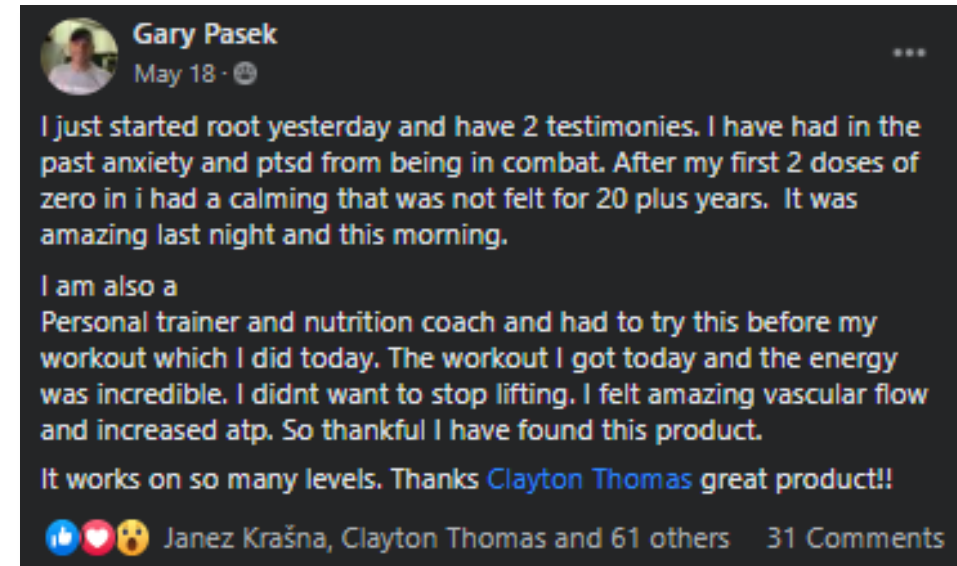 Gary Pasek
May 18 ·
I just started root yesterday and have 2 testimonies. I have had in the
past anxiety and ptsd from being in combat. After my first 2 doses of
zero in i had a calming that was not felt for 20 plus years.  It was
amazing last night and this morning.
I am also a
Personal trainer and nutrition coach and had to try this before my
workout which I did today. The workout I got today and the energy
was incredible. I didnt want to stop lifting. I felt amazing vascular flow
and increased atp. So thankful I have found this product.
It works on so many levels. Thanks Clayton Thomas great product!!
Janez Krašna, Clayton Thomas and 61 others 31 Comments